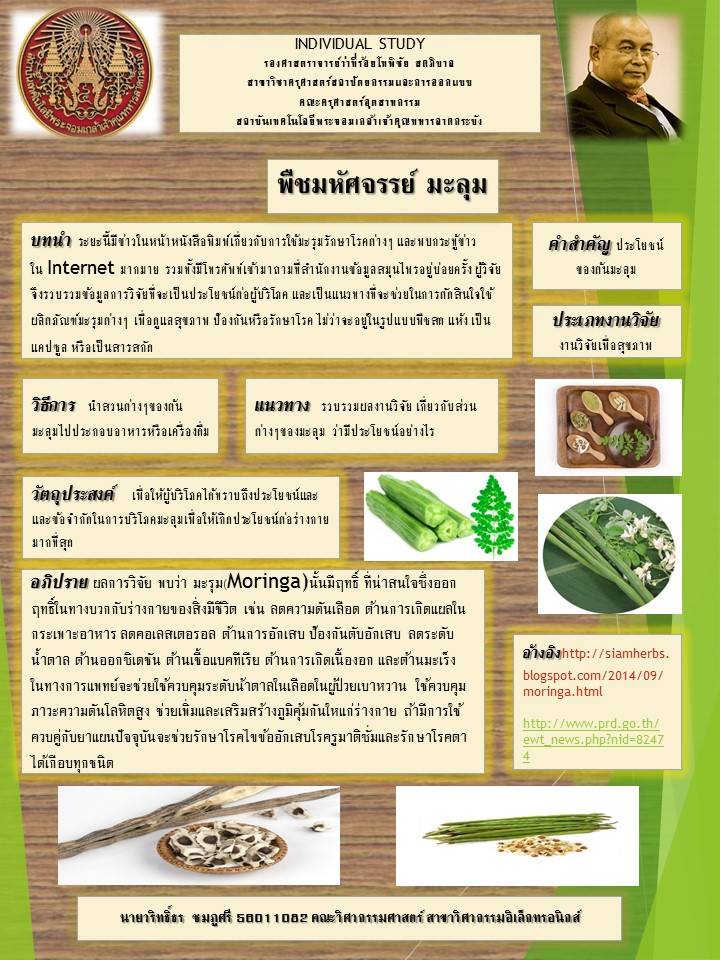 INDIVIDUAL STUDY
รองศาสตราจารย์ว่าที่ร้อยโทพิชัย สดภิบาล
สาขาวิชาครุศาสตร์สถาปัตยกรรมและการออกแบบ
คณะครุศาสตร์อุตสาหกรรม
สถาบันเทคโนโลยีพระจอมเกล้าเจ้าคุณทหารลาดกระบัง
พืชมหัศจรรย์ มะลุม
บทนำ ระยะนี้มีข่าวในหน้าหนังสือพิมพ์เกี่ยวกับการใช้มะรุมรักษาโรคต่างๆ และพบกระทู้ข่าว
ใน Internet มากมาย รวมทั้งมีโทรศัพท์เข้ามาถามที่สำนักงานข้อมูลสมุนไพรอยู่บ่อยครั้ง ผู้วิจัย
จึงรวบรวมข้อมูลการวิจัยที่จะเป็นประโยชน์ต่อผู้บริโภค และเป็นแนวทางที่จะช่วยในการตัดสินใจใช้
ผลิตภัณฑ์มะรุมต่างๆ เพื่อดูแลสุขภาพ ป้องกันหรือรักษาโรค ไม่ว่าจะอยู่ในรูปแบบพืชสด แห้ง เป็น
แคปซูล หรือเป็นสารสกัด
คำสำคัญ ประโยชน์
ของต้นมะลุม
ประเภทงานวิจัย
งานวิจัยเพื่อสุขภาพ
วิธีการ นำส่วนต่างๆของต้น
มะลุมไปประกอบอาหารหรือเครื่องดื่ม
แนวทาง รวบรวมผลงานวิจัย เกี่ยวกับส่วน
ต่างๆของมะลุม ว่ามีประโยชน์อย่างไร
วัตถุประสงค์ เพื่อให้ผู้บริโภคได้ทราบถึงประโยชน์และ
และข้อจำกัดในการบริโภคมะลุมเพื่อให้เกิดประโยชน์ต่อร่างกาย
มากที่สุด
อภิปราย ผลการวิจัย พบว่า มะรุม(Moringa)นั้นมีฤทธิ์ ที่น่าสนใจซึ่งออก
ฤทธิ์ในทางบวกกับร่างกายของสิ่งมีชีวิต เช่น ลดความดันเลือด ต้านการเกิดแผลใน
กระเพาะอาหาร ลดคอเลสเตอรอล ต้านการอักเสบ ป้องกันตับอักเสบ ลดระดับ
น้ำตาล ต้านออกซิเดชัน ต้านเชื้อแบคทีเรีย ต้านการเกิดเนื้องอก และต้านมะเร็ง
ในทางการแพทย์จะช่วยใช้ควบคุมระดับน้ำตาลในเลือดในผู้ป่วยเบาหวาน ใช้ควบคุม
ภาวะความดันโลหิตสูง ช่วยเพิ่มและเสริมสร้างภูมิคุ้มกันใหแก่ร่างกาย ถ้ามีการใช้
ควบคู่กับยาแผนปัจจุบันจะช่วยรักษาโรคไขข้ออักเสบโรครูมาติชั่มและรักษาโรคตา
ได้เกือบทุกชนิด
อ้างอิงhttp://siamherbs.
blogspot.com/2014/09/
moringa.html
http://www.prd.go.th/
ewt_news.php?nid=8247
4
นายวริทธิ์ธร ชมภูศรี 56011082 คณะวิศวกรรมศาสตร์ สาขาวิศวกรรมอิเล็กทรอนิกส์